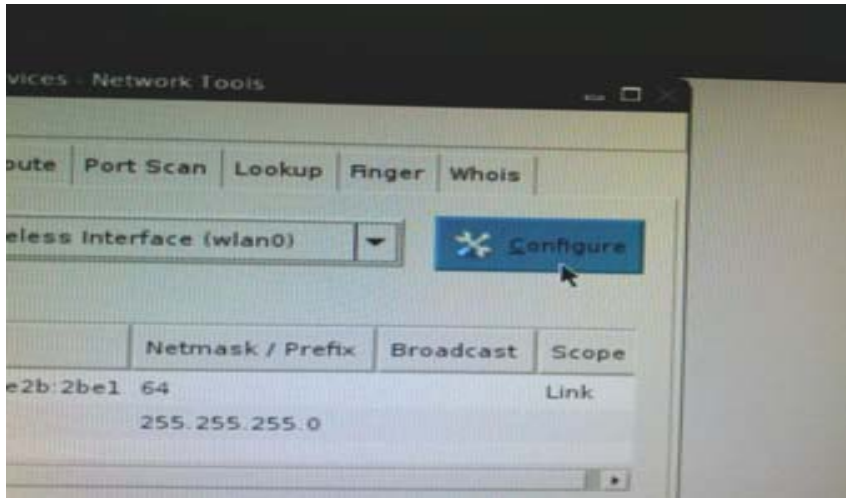 vices - Network Tools
oute Port Scan Lookup Finger Whois
eless Interface (wlan0) Configure
Netmask / Prefix Broadcast Scope
e2b:2be1 64 Link
255.255.255.0